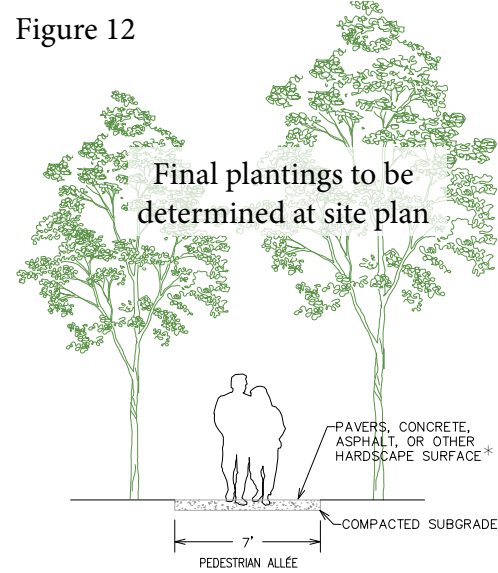 Figure 12
Final plantings to be
determined at site plan
PAVERS, CONCRETE,
ASPHALT, OR OTHER
HARDSCAPE SURFACE*
COMPACTED SUBGRADE
7'
PEDESTRIAN ALLÉE